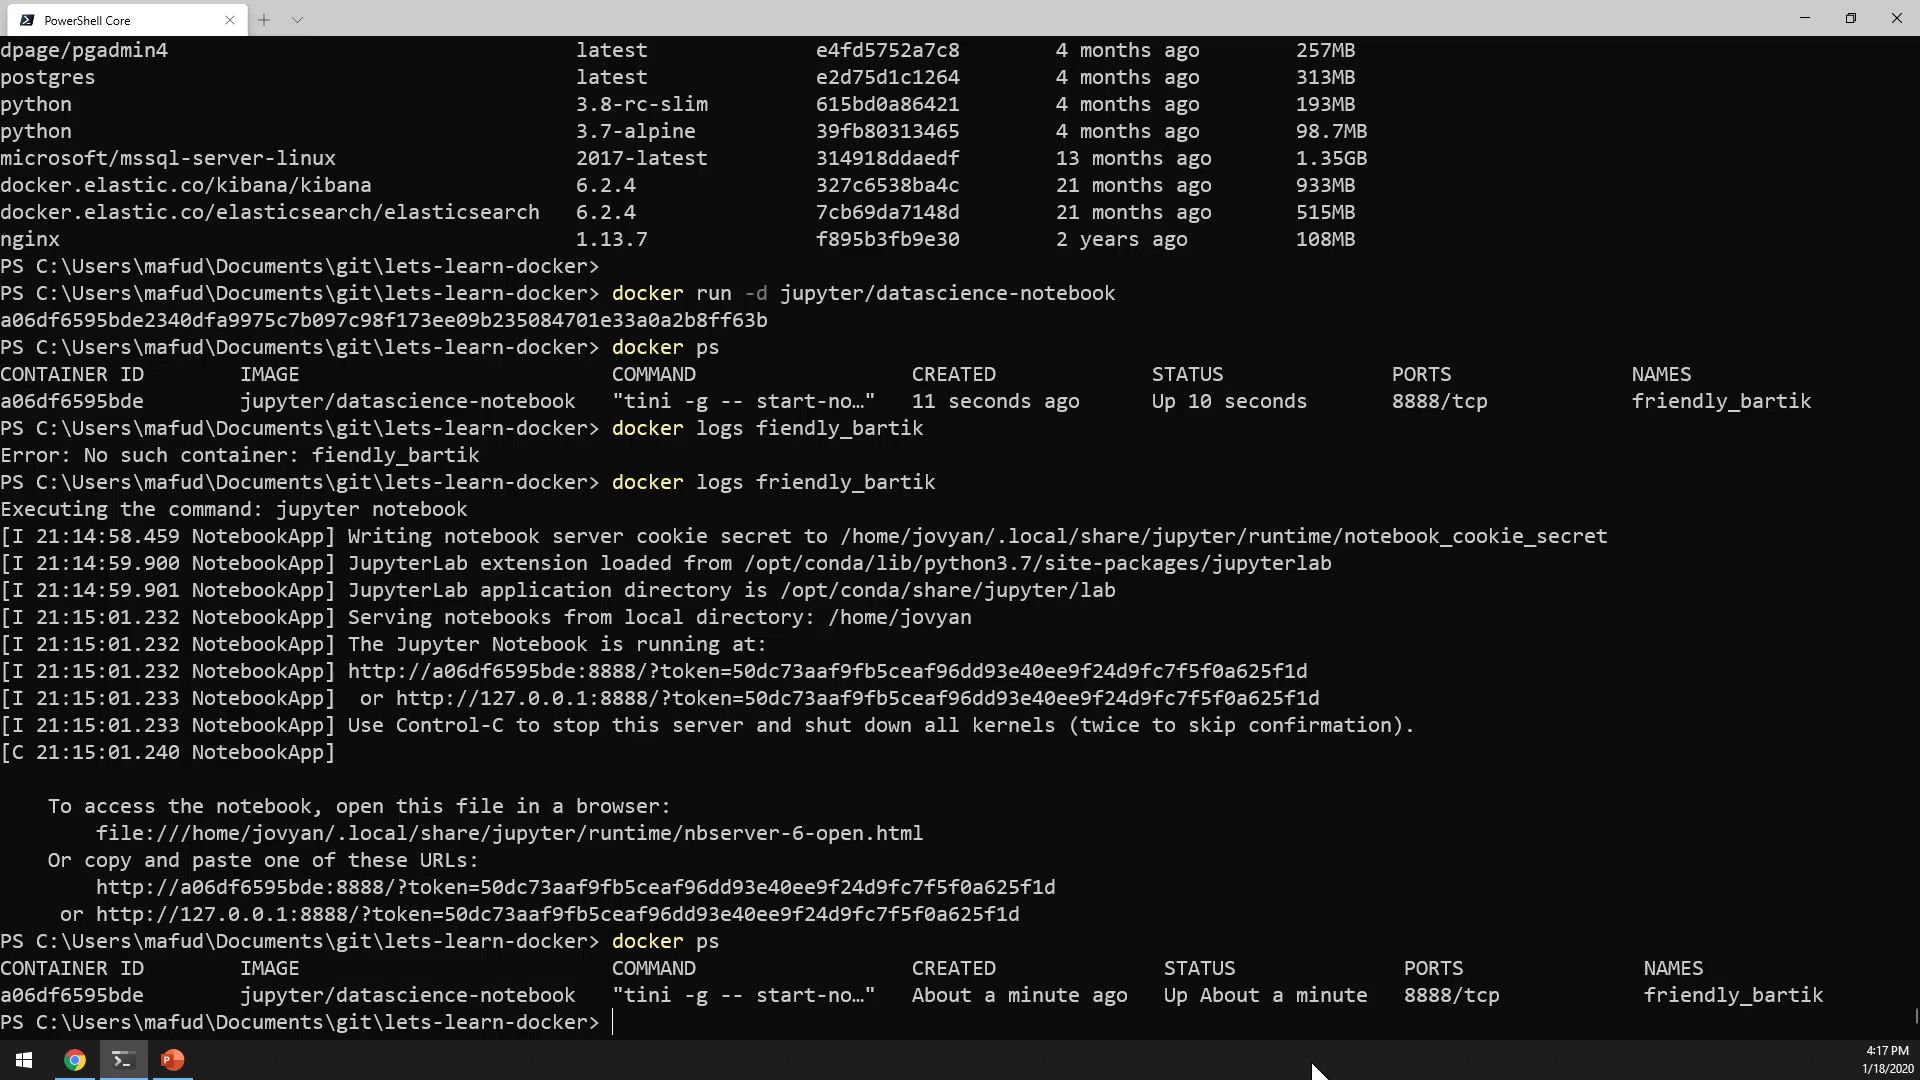 PowerShell Core
dpage/pgadmin4 latest e4fd5752a7c8 4 months ago 257MB
postgres latest e2d75d1c1264 4 months ago 313MB
python 3.8-rc-slim 615bd0a86421 4 months ago 193MB
python 3.7-alpine 39fb80313465 4 months ago 98.7MB
microsoft/mssql-server-linux 2017-latest 314918ddaedf 13 months ago 1.35GB
docker.elastic.co/kibana/kibana 6.2.4 327c6538ba4c 21 months ago 933MB
docker.elastic.co/elasticsearch/elasticsearch 6.2.4 7cb69da7148d 21 months ago 515MB
nginx 1.13.7 f895b3fb9e30 2 years ago 108MB
PS C:\Users\mafud\Documents\git\lets-learn-docker>
PS C:\Users\mafud\Documents\git\lets-learn-docker> docker run -d jupyter/datascience-notebook
a06df6595bde2340dfa9975c7b097c98f173ee09b235084701e33a0a2b8ff63b
PS C:\Users\mafud\Documents\git\lets-learn-docker> docker ps
CONTAINER ID IMAGE COMMAND CREATED STATUS PORTS NAMES
a06df6595bde jupyter/datascience-notebook "tini -g -- start-no…" 11 seconds ago Up 10 seconds 8888/tcp friendly_bartik
PS C:\Users\mafud\Documents\git\lets-learn-docker> docker logs fiendly_bartik
Error: No such container: fiendly_bartik
PS C:\Users\mafud\Documents\git\lets-learn-docker> docker logs friendly_bartik
Executing the command: jupyter notebook
[I 21:14:58.459 NotebookApp] Writing notebook server cookie secret to /home/jovyan/.local/share/jupyter/runtime/notebook_cookie_secret
[I 21:14:59.900 NotebookApp] JupyterLab extension loaded from /opt/conda/lib/python3.7/site-packages/jupyterlab
[I 21:14:59.901 NotebookApp] JupyterLab application directory is /opt/conda/share/jupyter/lab
[I 21:15:01.232 NotebookApp] Serving notebooks from local directory: /home/jovyan
[I 21:15:01.232 NotebookApp] The Jupyter Notebook is running at:
[I 21:15:01.232 NotebookApp] http://a06df6595bde:8888/?token=50dc73aaf9fb5ceaf96dd93e40ee9f24d9fc7f5f0a625f1d
[I 21:15:01.233 NotebookApp]  or http://127.0.0.1:8888/?token=50dc73aaf9fb5ceaf96dd93e40ee9f24d9fc7f5f0a625f1d
[I 21:15:01.233 NotebookApp] Use Control-C to stop this server and shut down all kernels (twice to skip confirmation).
[C 21:15:01.240 NotebookApp]
To access the notebook, open this file in a browser:
file:///home/jovyan/.local/share/jupyter/runtime/nbserver-6-open.html
Or copy and paste one of these URLs:
http://a06df6595bde:8888/?token=50dc73aaf9fb5ceaf96dd93e40ee9f24d9fc7f5f0a625f1d
or http://127.0.0.1:8888/?token=50dc73aaf9fb5ceaf96dd93e40ee9f24d9fc7f5f0a625f1d
PS C:\Users\mafud\Documents\git\lets-learn-docker> docker ps
CONTAINER ID IMAGE COMMAND CREATED STATUS PORTS NAMES
a06df6595bde jupyter/datascience-notebook "tini -g -- start-no…" About a minute ago Up About a minute 8888/tcp friendly_bartik
PS C:\Users\mafud\Documents\git\lets-learn-docker>
4:17 PM
1/18/2020